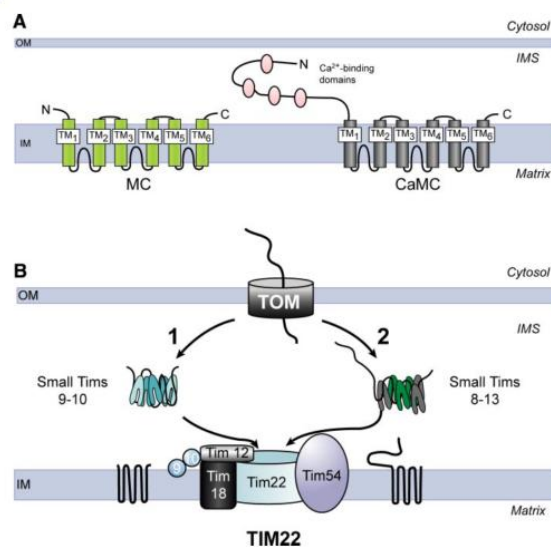 A
Cytosol
OM
IMS
N
Ca2+-binding
domains
N
C
C
IM
TM1 TM2 TM3 TM4 TM5 TM6
TM1 TM2 TM3 TM4 TM5 TM6
MC
CaMC
Matrix
B
Cytosol
OM
TOM
IMS
1
2
Small Tims
9-10
Small Tims
8-13
9
10
Tim 12
Tim
18
Tim22
Tim54
IM
Matrix
TIM22